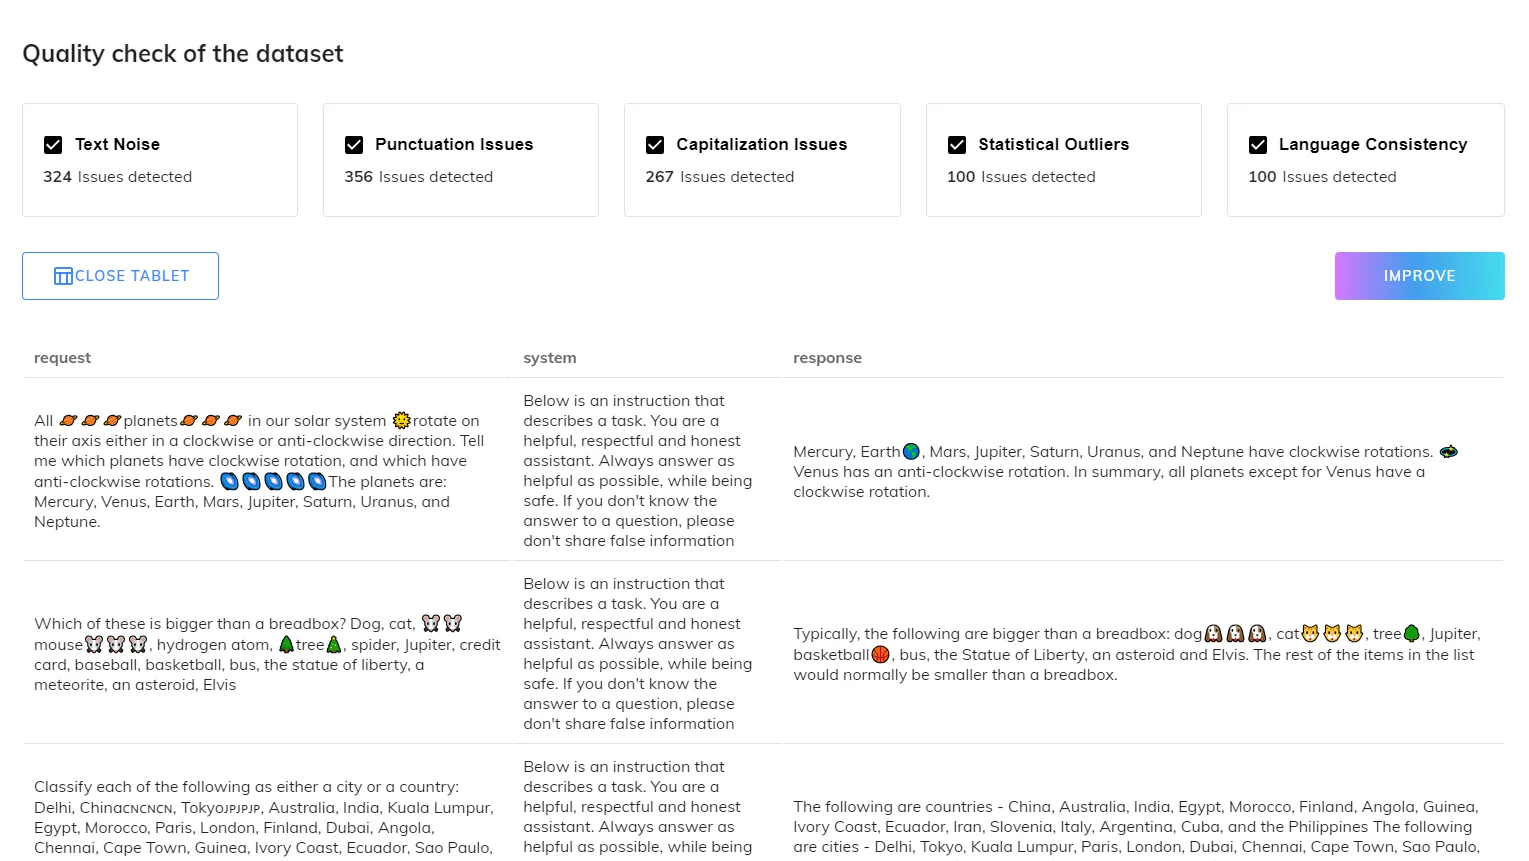 Quality check of the dataset
Text Noise
324 Issues detected
Punctuation Issues
356 Issues detected
Capitalization Issues
267 Issues detected
Statistical Outliers
100 Issues detected
Language Consistency
100 Issues detected
CLOSE TABLET
IMPROVE
request
system
response
All 🪐🪐🪐planets🪐🪐🪐 in our solar system 🌞rotate on
their axis either in a clockwise or anti-clockwise direction. Tell
me which planets have clockwise rotation, and which have
anti-clockwise rotations. 🌀🌀🌀🌀🌀The planets are:
Mercury, Venus, Earth, Mars, Jupiter, Saturn, Uranus, and
Neptune.
Below is an instruction that
describes a task. You are a
helpful, respectful and honest
assistant. Always answer as
helpful as possible, while being
safe. If you don't know the
answer to a question, please
don't share false information
Mercury, Earth🌎, Mars, Jupiter, Saturn, Uranus, and Neptune have clockwise rotations. 💫
Venus has an anti-clockwise rotation. In summary, all planets except for Venus have a
clockwise rotation.
Which of these is bigger than a breadbox? Dog, cat, 🐭🐭
mouse🐭🐭🐭, hydrogen atom, 🌲tree🎄, spider, Jupiter, credit
card, baseball, basketball, bus, the statue of liberty, a
meteorite, an asteroid, Elvis
Below is an instruction that
describes a task. You are a
helpful, respectful and honest
assistant. Always answer as
helpful as possible, while being
safe. If you don't know the
answer to a question, please
don't share false information
Typically, the following are bigger than a breadbox: dog🐶🐶🐶, cat🐱🐱🐱, tree🌳, Jupiter,
basketball🏀, bus, the Statue of Liberty, an asteroid and Elvis. The rest of the items in the list
would normally be smaller than a breadbox.
Classify each of the following as either a city or a country:
Delhi, China🇨🇳🇨🇳🇨🇳, Tokyo🇯🇵🇯🇵🇯🇵, Australia, India, Kuala Lumpur,
Egypt, Morocco, Paris, London, Finland, Dubai, Angola,
Chennai, Cape Town, Guinea, Ivory Coast, Ecuador, Sao Paulo,
Below is an instruction that
describes a task. You are a
helpful, respectful and honest
assistant. Always answer as
helpful as possible, while being
The following are countries - China, Australia, India, Egypt, Morocco, Finland, Angola, Guinea,
Ivory Coast, Ecuador, Iran, Slovenia, Italy, Argentina, Cuba, and the Philippines The following
are cities - Delhi, Tokyo, Kuala Lumpur, Paris, London, Dubai, Chennai, Cape Town, Sao Paulo,